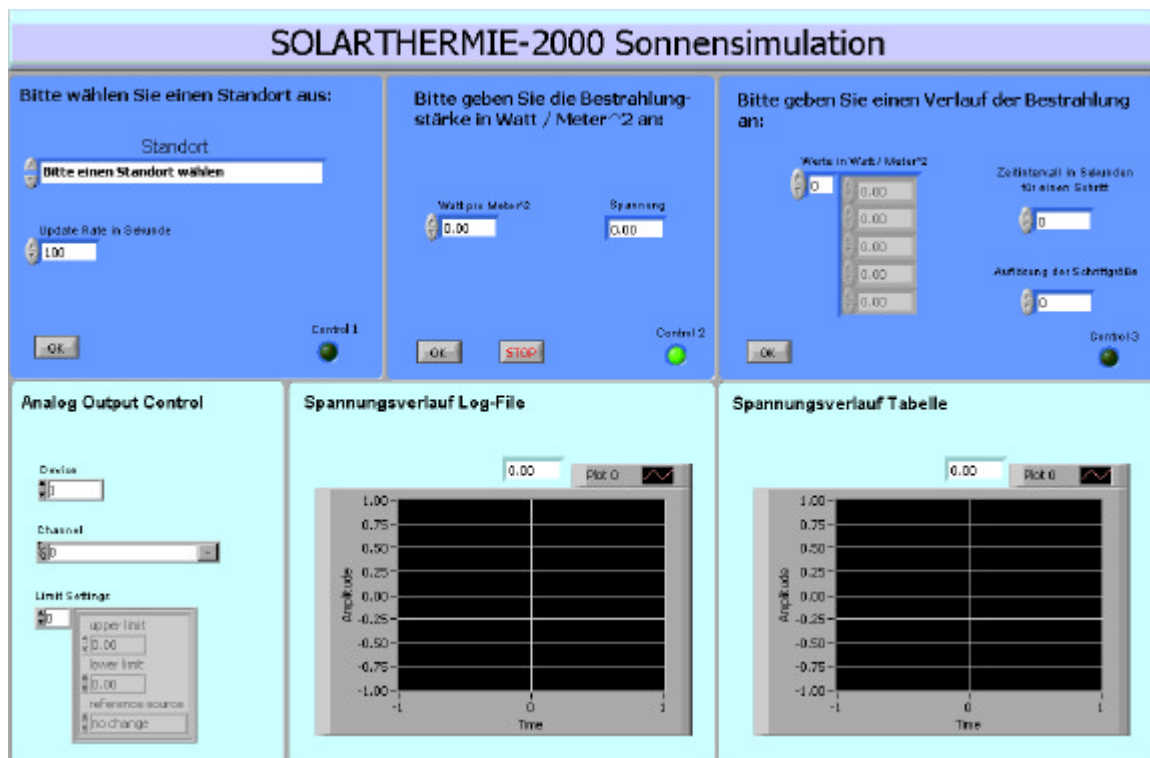 SOLARTHERMIE-2000 Sonnensimulation
Bitte wählen Sie einen Standort aus:
Standort
Bitte einen Standort wählen
Update Rate in Sekunde
100
OK
Control 1
Bitte geben Sie die Bestrahlung-
stärke in Watt / Meter^2 an:
Watt pro Meter^2
0.00
Spannung
0.00
OK
STOP
Control 2
Bitte geben Sie einen Verlauf der Bestrahlung
an:
Werte in Watt / Meter^2
0
0.00
0.00
0.00
0.00
0.00
Zeitintervall in Sekunden
für einen Schritt
0
Auflösung der Schrittgröße
0
OK
Control 3
Analog Output Control
Device
1
Channel
0
Limit Settings
0
upper limit
0.00
lower limit
0.00
reference source
no change
Spannungsverlauf Log-File
0.00
Plot 0
Amplitude
1.00
0.75
0.50
0.25
0.00
-0.25
-0.50
-0.75
-1.00
-1 0 1
Time
Spannungsverlauf Tabelle
0.00
Plot 0
Amplitude
1.00
0.75
0.50
0.25
0.00
-0.25
-0.50
-0.75
-1.00
-1 0 1
Time